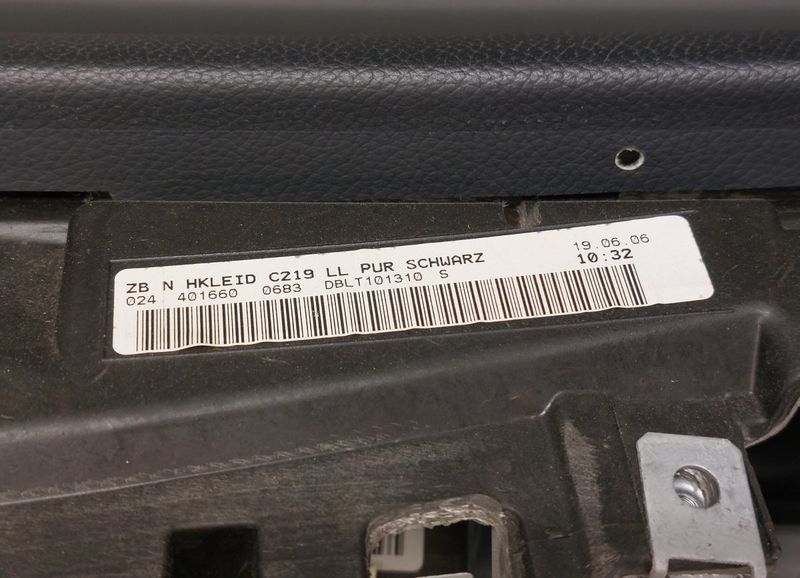 ZB N HKLEID C219 LL PUR SCHWARZ 19.06.06
024 401660 0683 DBLT101310 S 10:32